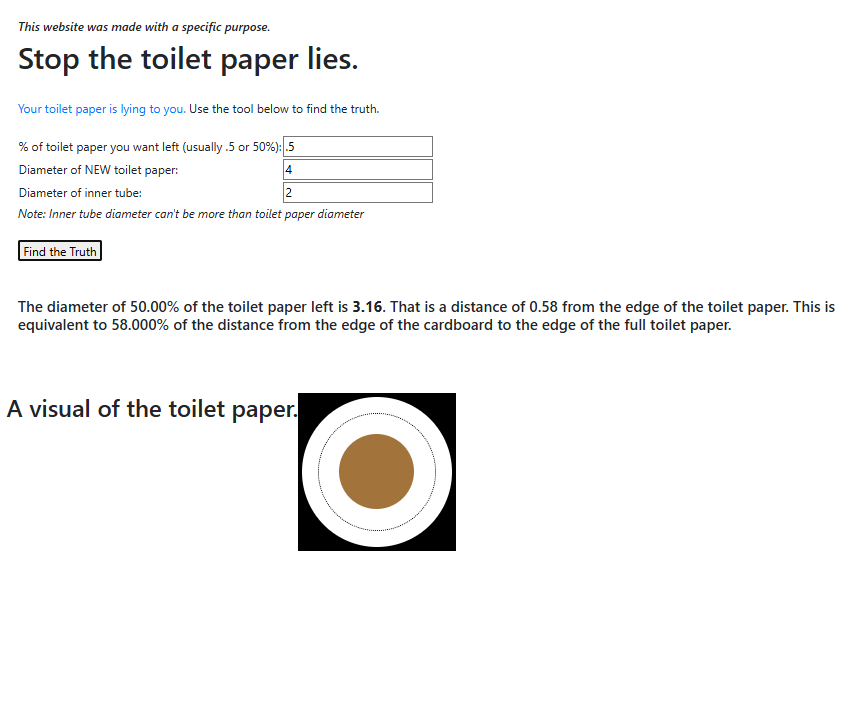 This website was made with a specific purpose.
Stop the toilet paper lies.
Your toilet paper is lying to you. Use the tool below to find the truth.
% of toilet paper you want left (usually .5 or 50%): .5
Diameter of NEW toilet paper: 4
Diameter of inner tube: 2
Note: Inner tube diameter can't be more than toilet paper diameter
Find the Truth
The diameter of 50.00% of the toilet paper left is 3.16. That is a distance of 0.58 from the edge of the toilet paper. This is
equivalent to 58.000% of the distance from the edge of the cardboard to the edge of the full toilet paper.
A visual of the toilet paper.